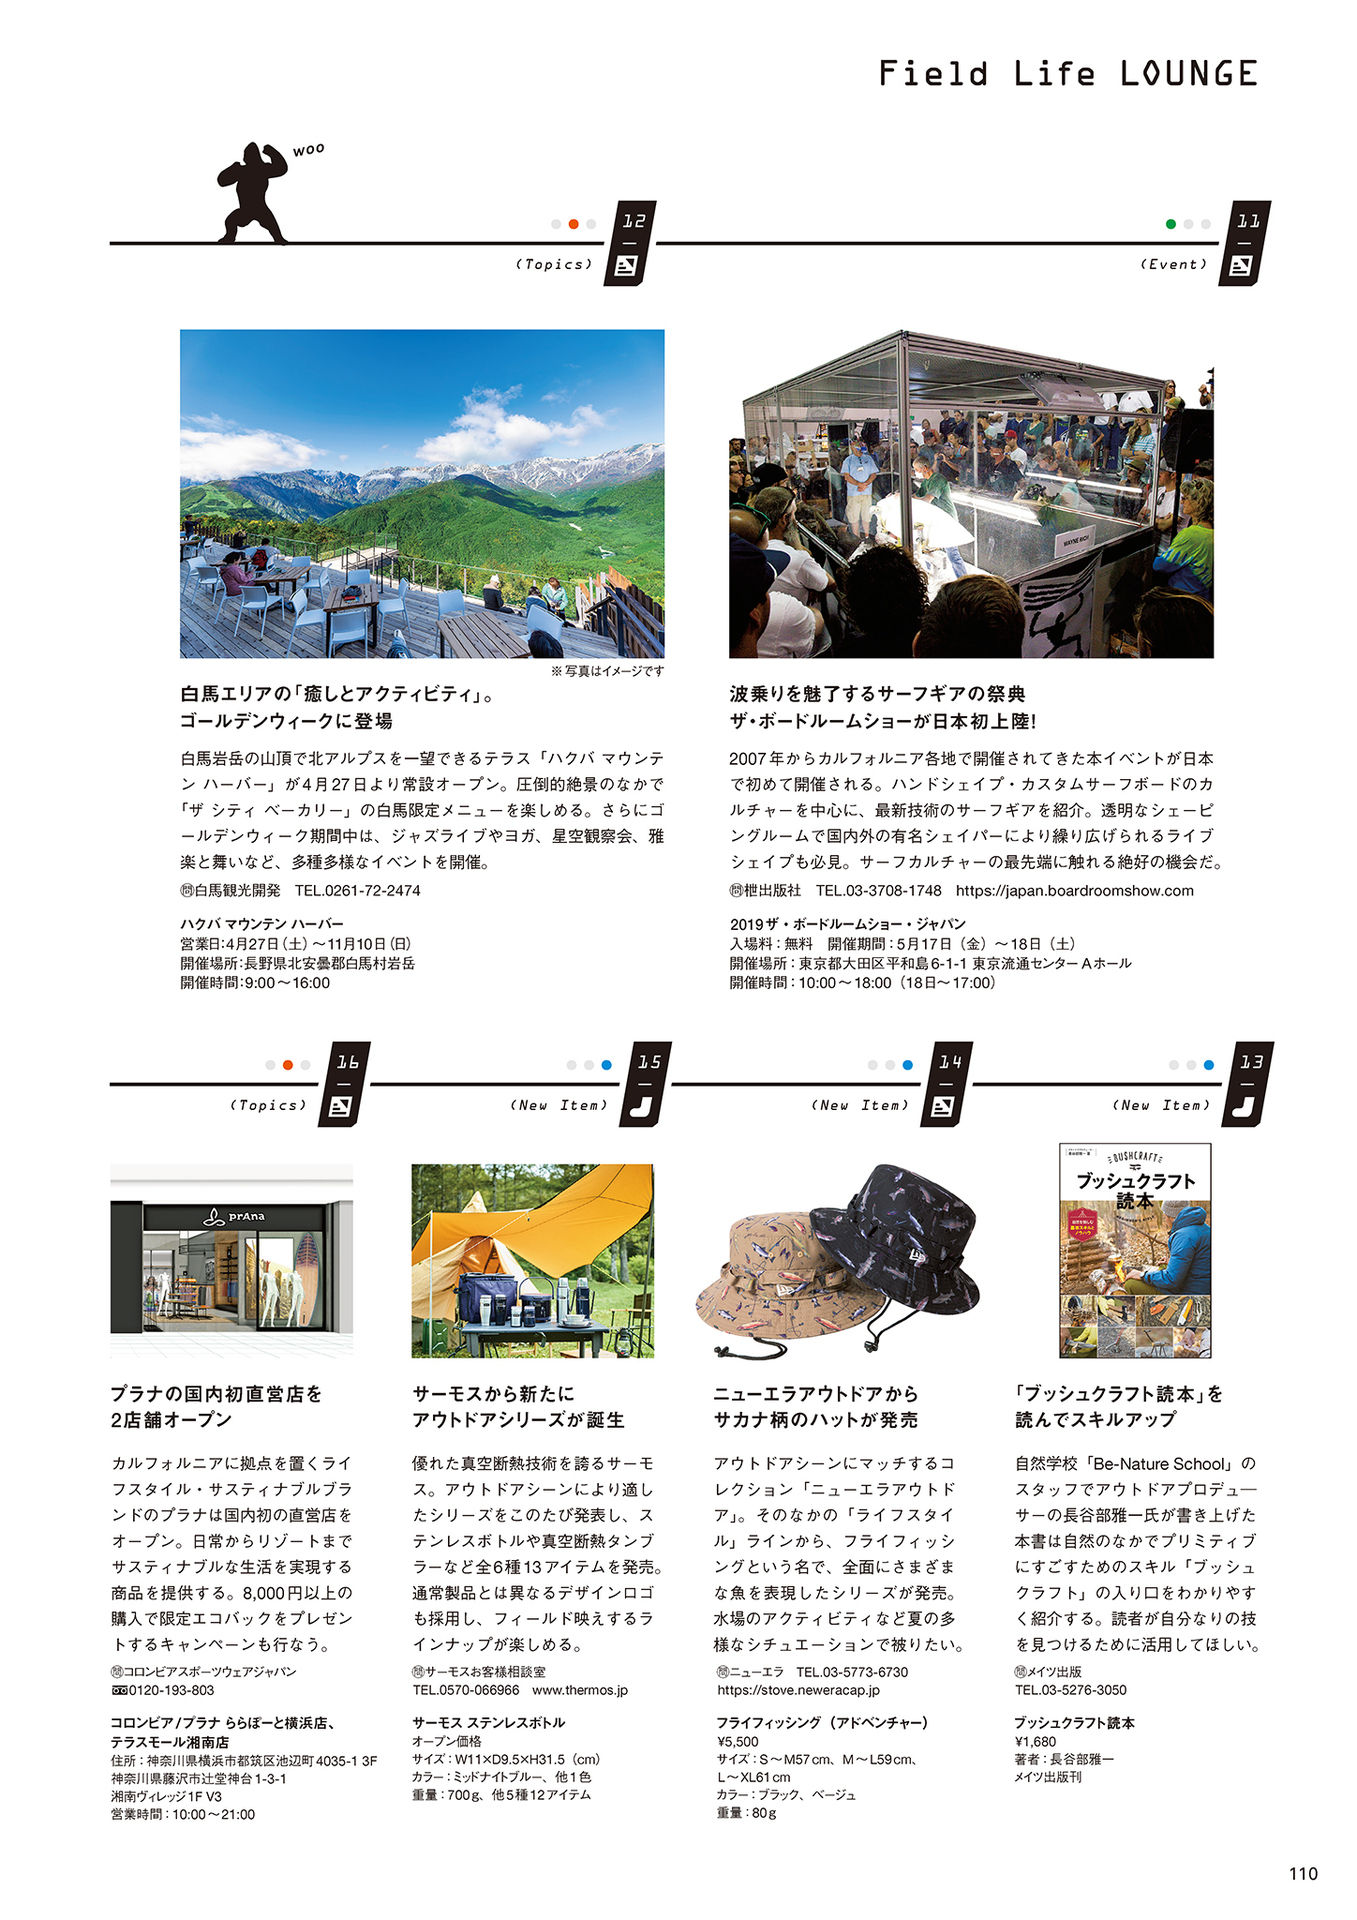 Field Life LOUNGE
woo
11
(Event)
WAYNE RICH
波乗りを魅了するサーフギアの祭典
ザ・ボードルームショーが日本初上陸!
2007年からカルフォルニア各地で開催されてきた本イベントが日本
で初めて開催される。ハンドシェイプ・カスタムサーフボードのカ
ルチャーを中心に、最新技術のサーフギアを紹介。透明なシェーピ
ングルームで国内外の有名シェイパーにより繰り広げられるライブ
シェイプも必見。サーフカルチャーの最先端に触れる絶好の機会だ。
㉄枻出版社 TEL.03-3708-1748 https://japan.boardroomshow.com
2019ザ・ボードルームショー・ジャパン
入場料：無料 開催期間：5月17日（金）〜18日（土）
開催場所：東京都大田区平和島6-1-1 東京流通センターAホール
開催時間：10:00〜18:00（18日〜17:00）
12
(Topics)
※写真はイメージです
白馬エリアの「癒しとアクティビティ」。
ゴールデンウィークに登場
白馬岩岳の山頂で北アルプスを一望できるテラス「ハクバ マウンテ
ン ハーバー」が4月27日より常設オープン。圧倒的絶景のなかで
「ザ シティ ベーカリー」の白馬限定メニューを楽しめる。さらにゴ
ールデンウィーク期間中は、ジャズライブやヨガ、星空観察会、雅
楽と舞いなど、多種多様なイベントを開催。
㉄白馬観光開発 TEL.0261-72-2474
ハクバ マウンテン ハーバー
営業日:4月27日（土）〜11月10日（日）
開催場所:長野県北安曇郡白馬村岩岳
開催時間:9:00〜16:00
13
(New Item)
BUSHCRAFT
ブッシュクラフト
読本
「ブッシュクラフト読本」を
読んでスキルアップ
自然学校「Be-Nature School」の
スタッフでアウトドアプロデュー
サーの長谷部雅一氏が書き上げた
本書は自然のなかでプリミティブ
にすごすためのスキル「ブッシュ
クラフト」の入り口をわかりやす
く紹介する。読者が自分なりの技
を見つけるために活用してほしい。
㉄メイツ出版
TEL.03-5276-3050
ブッシュクラフト読本
¥1,680
著者：長谷部雅一
メイツ出版刊
14
(New Item)
ニューエラアウトドアから
サカナ柄のハットが発売
アウトドアシーンにマッチするコ
レクション「ニューエラアウトド
ア」。そのなかの「ライフスタイ
ル」ラインから、フライフィッシ
ングという名で、全面にさまざま
な魚を表現したシリーズが発売。
水場のアクティビティなど夏の多
様なシチュエーションで被りたい。
㉄ニューエラ TEL.03-5773-6730
https://stove.neweracap.jp
フライフィッシング（アドベンチャー）
¥5,500
サイズ：S〜M57cm、M〜L59cm、
L〜XL61cm
カラー：ブラック、ベージュ
重量：80g
15
(New Item)
サーモスから新たに
アウトドアシリーズが誕生
優れた真空断熱技術を誇るサーモ
ス。アウトドアシーンにより適し
たシリーズをこのたび発表し、ス
テンレスボトルや真空断熱タンブ
ラーなど全6種13アイテムを発売。
通常製品とは異なるデザインロゴ
も採用し、フィールド映えするラ
インナップが楽しめる。
㉄サーモスお客様相談室
TEL.0570-066966 www.thermos.jp
サーモス ステンレスボトル
オープン価格
サイズ：W11×D9.5×H31.5（cm）
カラー：ミッドナイトブルー、他1色
重量：700g、他5種12アイテム
16
(Topics)
prAna
プラナの国内初直営店を
2店舗オープン
カルフォルニアに拠点を置くライ
フスタイル・サスティナブルブラ
ンドのプラナは国内初の直営店を
オープン。日常からリゾートまで
サスティナブルな生活を実現する
商品を提供する。8,000円以上の
購入で限定エコバックをプレゼン
トするキャンペーンも行なう。
㉄コロンビアスポーツウェアジャパン
0120-193-803
コロンビア/プラナ ららぽーと横浜店、
テラスモール湘南店
住所：神奈川県横浜市都筑区池辺町4035-1 3F
神奈川県藤沢市辻堂神台1-3-1
湘南ヴィレッジ1F V3
営業時間：10:00〜21:00
110